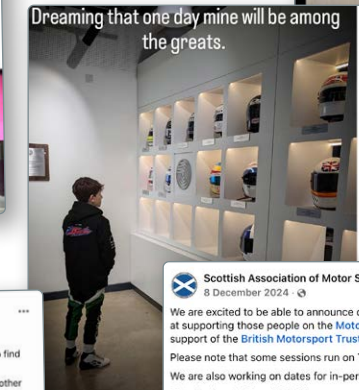 Dreaming that one day mine will be among
the greats.
Scottish Association of Motor S
8 December 2024 ·
We are excited to be able to announce
at supporting those people on the Moto
support of the British Motorsport Trust
Please note that some sessions run on
We are also working on dates for in-per
...
find
other